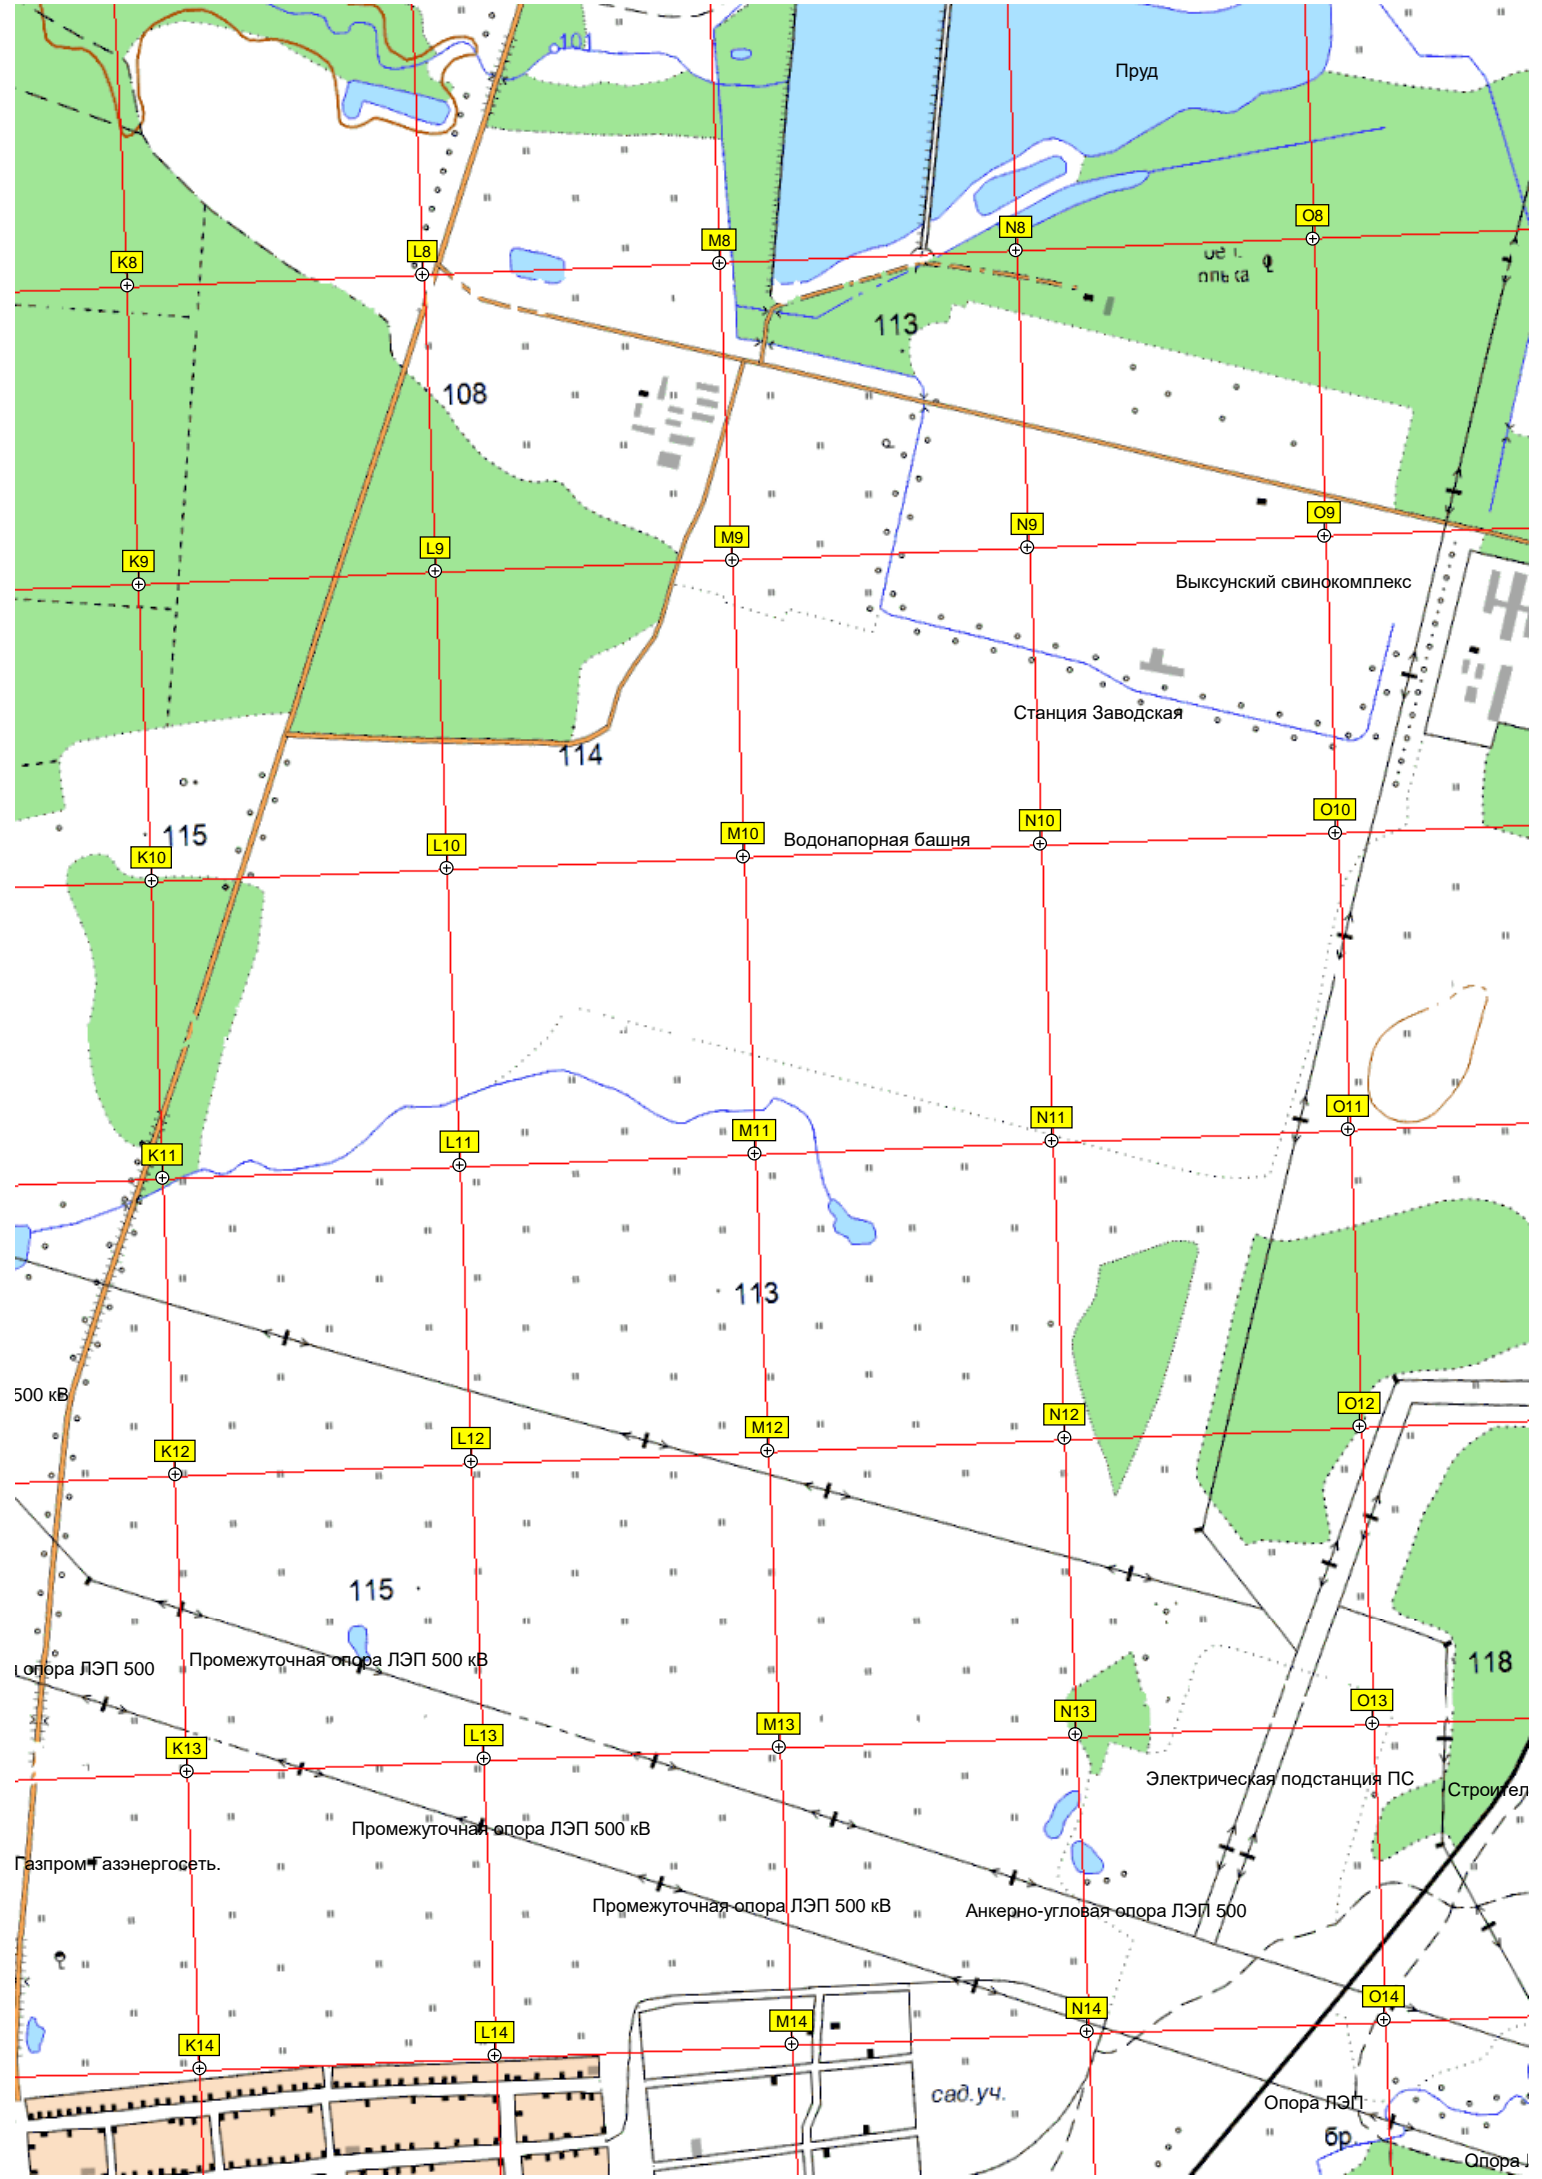 101
Пруд
O8
N8
M8
L8
K8
113
108
O9
N9
M9
L9
K9
Выксунский свинокомплекс
Станция Заводская
114
O10
N10
M10
Водонапорная башня
115
L10
K10
O11
N11
M11
L11
K11
113
500 кВ
O12
N12
M12
L12
K12
115
Промежуточная опора ЛЭП 500 кВ
опора ЛЭП 500
118
O13
N13
M13
L13
K13
Электрическая подстанция ПС
Строител
Промежуточная опора ЛЭП 500 кВ
Газпром Газэнергосеть.
Промежуточная опора ЛЭП 500 кВ
Анкерно-угловая опора ЛЭП 500
O14
N14
M14
L14
K14
сад.уч.
Опора ЛЭП
бр.
Опора